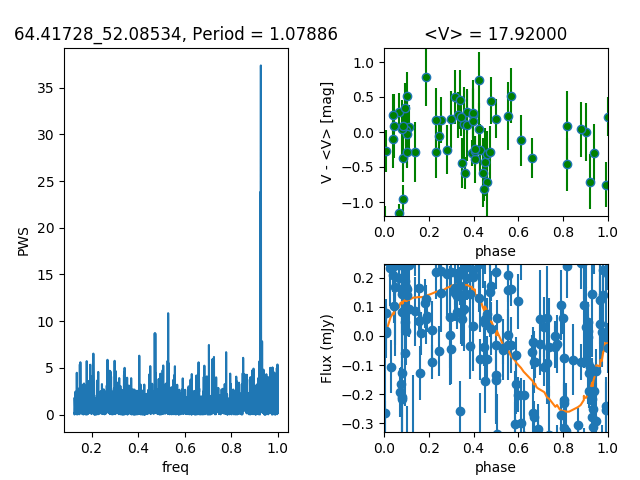 64.41728_52.08534, Period = 1.07886
PWS
35
30
25
20
15
10
5
0
0.2 0.4 0.6 0.8 1.0
freq
<V> = 17.92000
V - <V> [mag]
1.0
0.5
0.0
−0.5
−1.0
0.0 0.2 0.4 0.6 0.8 1.0
phase
Flux (mJy)
0.2
0.1
0.0
−0.1
−0.2
−0.3
0.0 0.2 0.4 0.6 0.8 1.0
phase